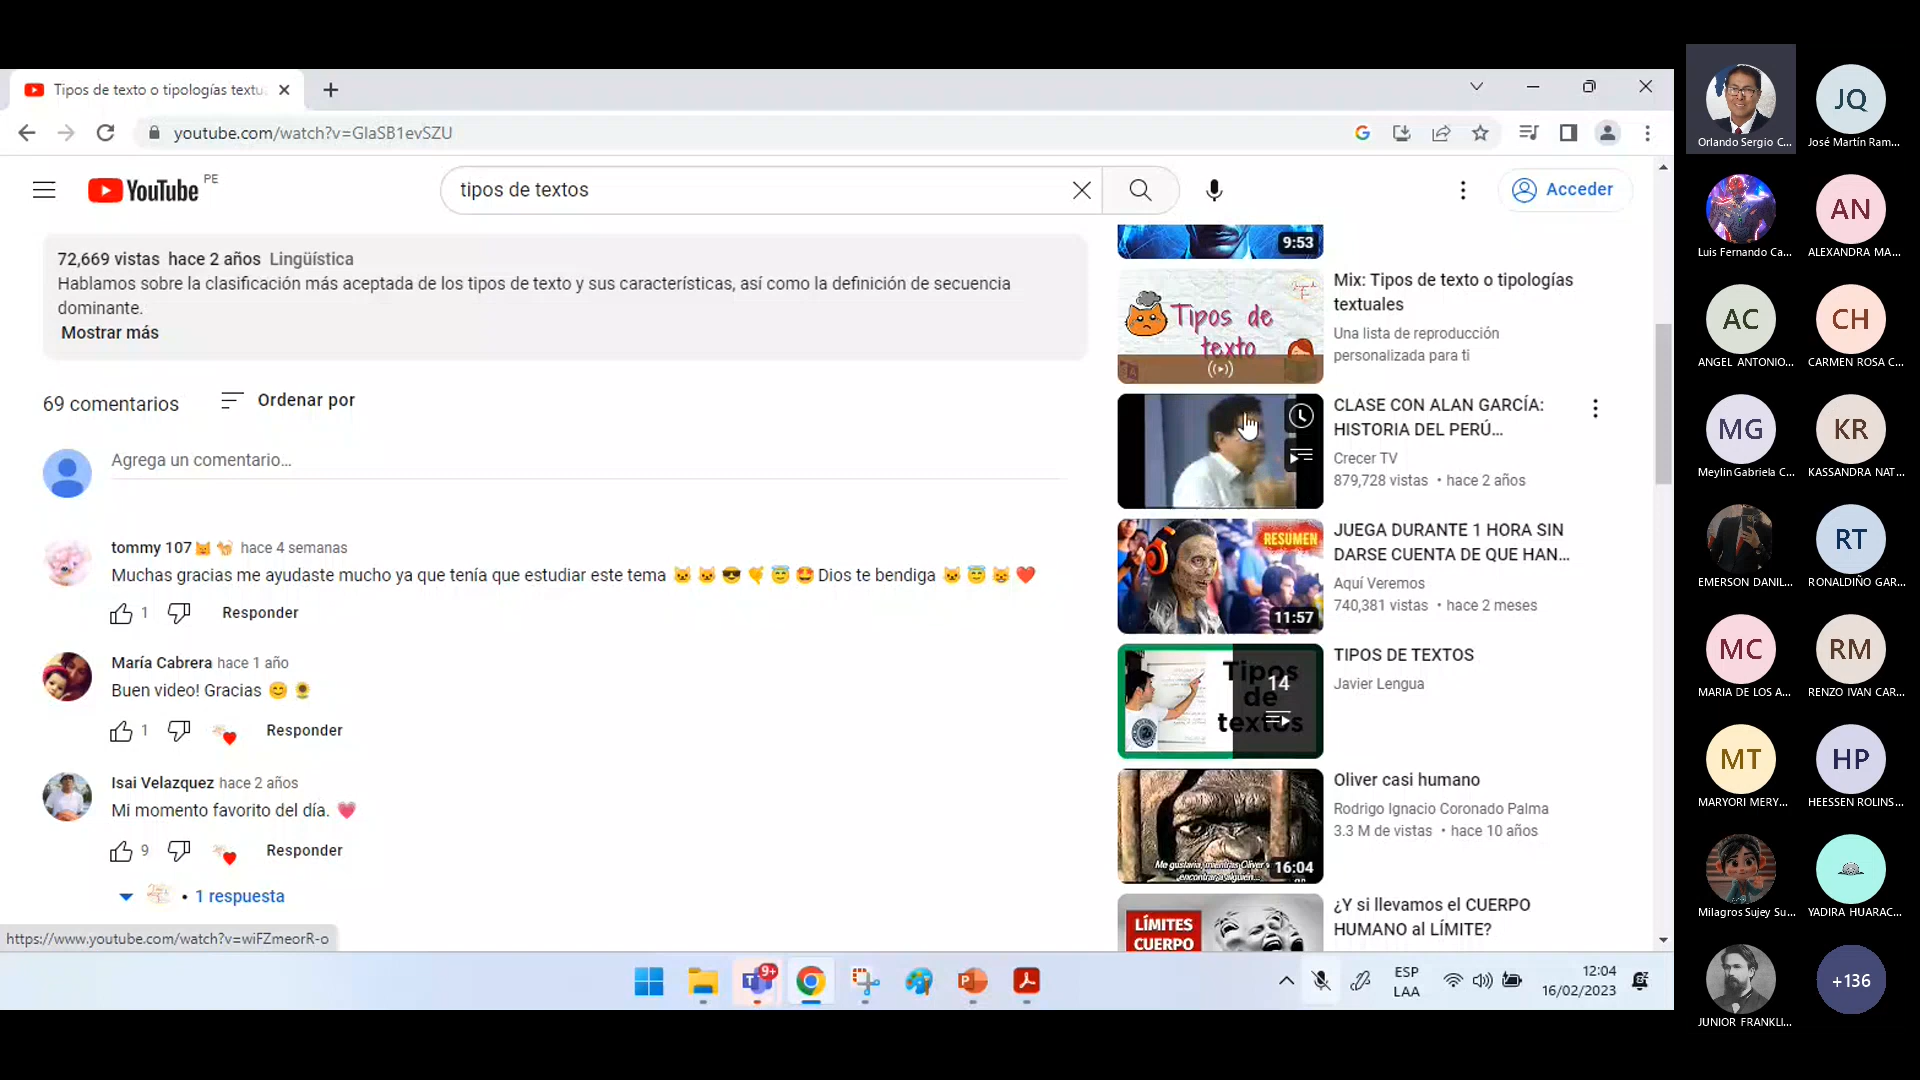 Tipos de texto o tipologías textu
youtube.com/watch?v=GlaSB1evSZU
YouTube PE
tipos de textos
Acceder
72,669 vistas hace 2 años Lingüística
Hablamos sobre la clasificación más aceptada de los tipos de texto y sus características, así como la definición de secuencia
dominante.
Mostrar más
69 comentarios
Ordenar por
Agrega un comentario...
tommy 107🐱 🐈 hace 4 semanas
Muchas gracias me ayudaste mucho ya que tenía que estudiar este tema 🐱 🐱 😎 🤙 😇 🤩 Dios te bendiga 🐱 😇 😺 ❤️
1
Responder
María Cabrera hace 1 año
Buen video! Gracias 😊 🌻
1
Responder
Isai Velazquez hace 2 años
Mi momento favorito del día. 💗
9
Responder
• 1 respuesta
https://www.youtube.com/watch?v=wiFZmeorR-o
9:53
Tipos de
texto
Mix: Tipos de texto o tipologías
textuales
Una lista de reproducción
personalizada para ti
CLASE CON ALAN GARCÍA:
HISTORIA DEL PERÚ...
Crecer TV
879,728 vistas • hace 2 años
RESUMEN
11:57
JUEGA DURANTE 1 HORA SIN
DARSE CUENTA DE QUE HAN...
Aquí Veremos
740,381 vistas • hace 2 meses
Tipos
de
textos
14
TIPOS DE TEXTOS
Javier Lengua
Me gustaría, mientras Oliver's
encontrar a alguien...
16:04
Oliver casi humano
Rodrigo Ignacio Coronado Palma
3.3 M de vistas • hace 10 años
LÍMITES
CUERPO
¿Y si llevamos el CUERPO
HUMANO al LÍMITE?
9+
ESP
LAA
12:04
16/02/2023
Orlando Sergio C...
JQ
José Martín Ram...
Luis Fernando Ca...
AN
ALEXANDRA MA...
AC
ANGEL ANTONIO...
CH
CARMEN ROSA C...
MG
Meylin Gabriela C...
KR
KASSANDRA NAT...
EMERSON DANIL...
RT
RONALDIÑO GAR...
MC
MARIA DE LOS A...
RM
RENZO IVAN CAR...
MT
MARYORI MERY...
HP
HEESSEN ROLINS...
Milagros Sujey Su...
YADIRA HUARAC...
JUNIOR FRANKLI...
+136